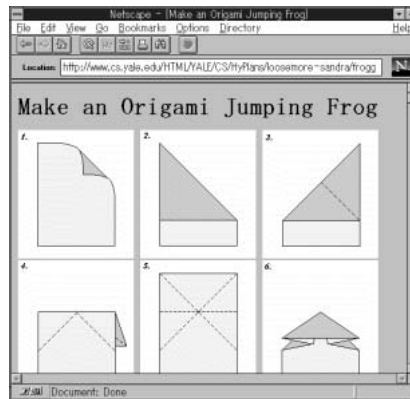 Netscape - [Make an Origami Jumping Frog]
File Edit View Go Bookmarks Options Directory Help
Location: http://www.cs.yale.edu/HTML/YALE/CS/HyPlans/loosemore-sandra/frogg
N
Make an Origami Jumping Frog
1. 2. 3.
4. 5. 6.
Document: Done